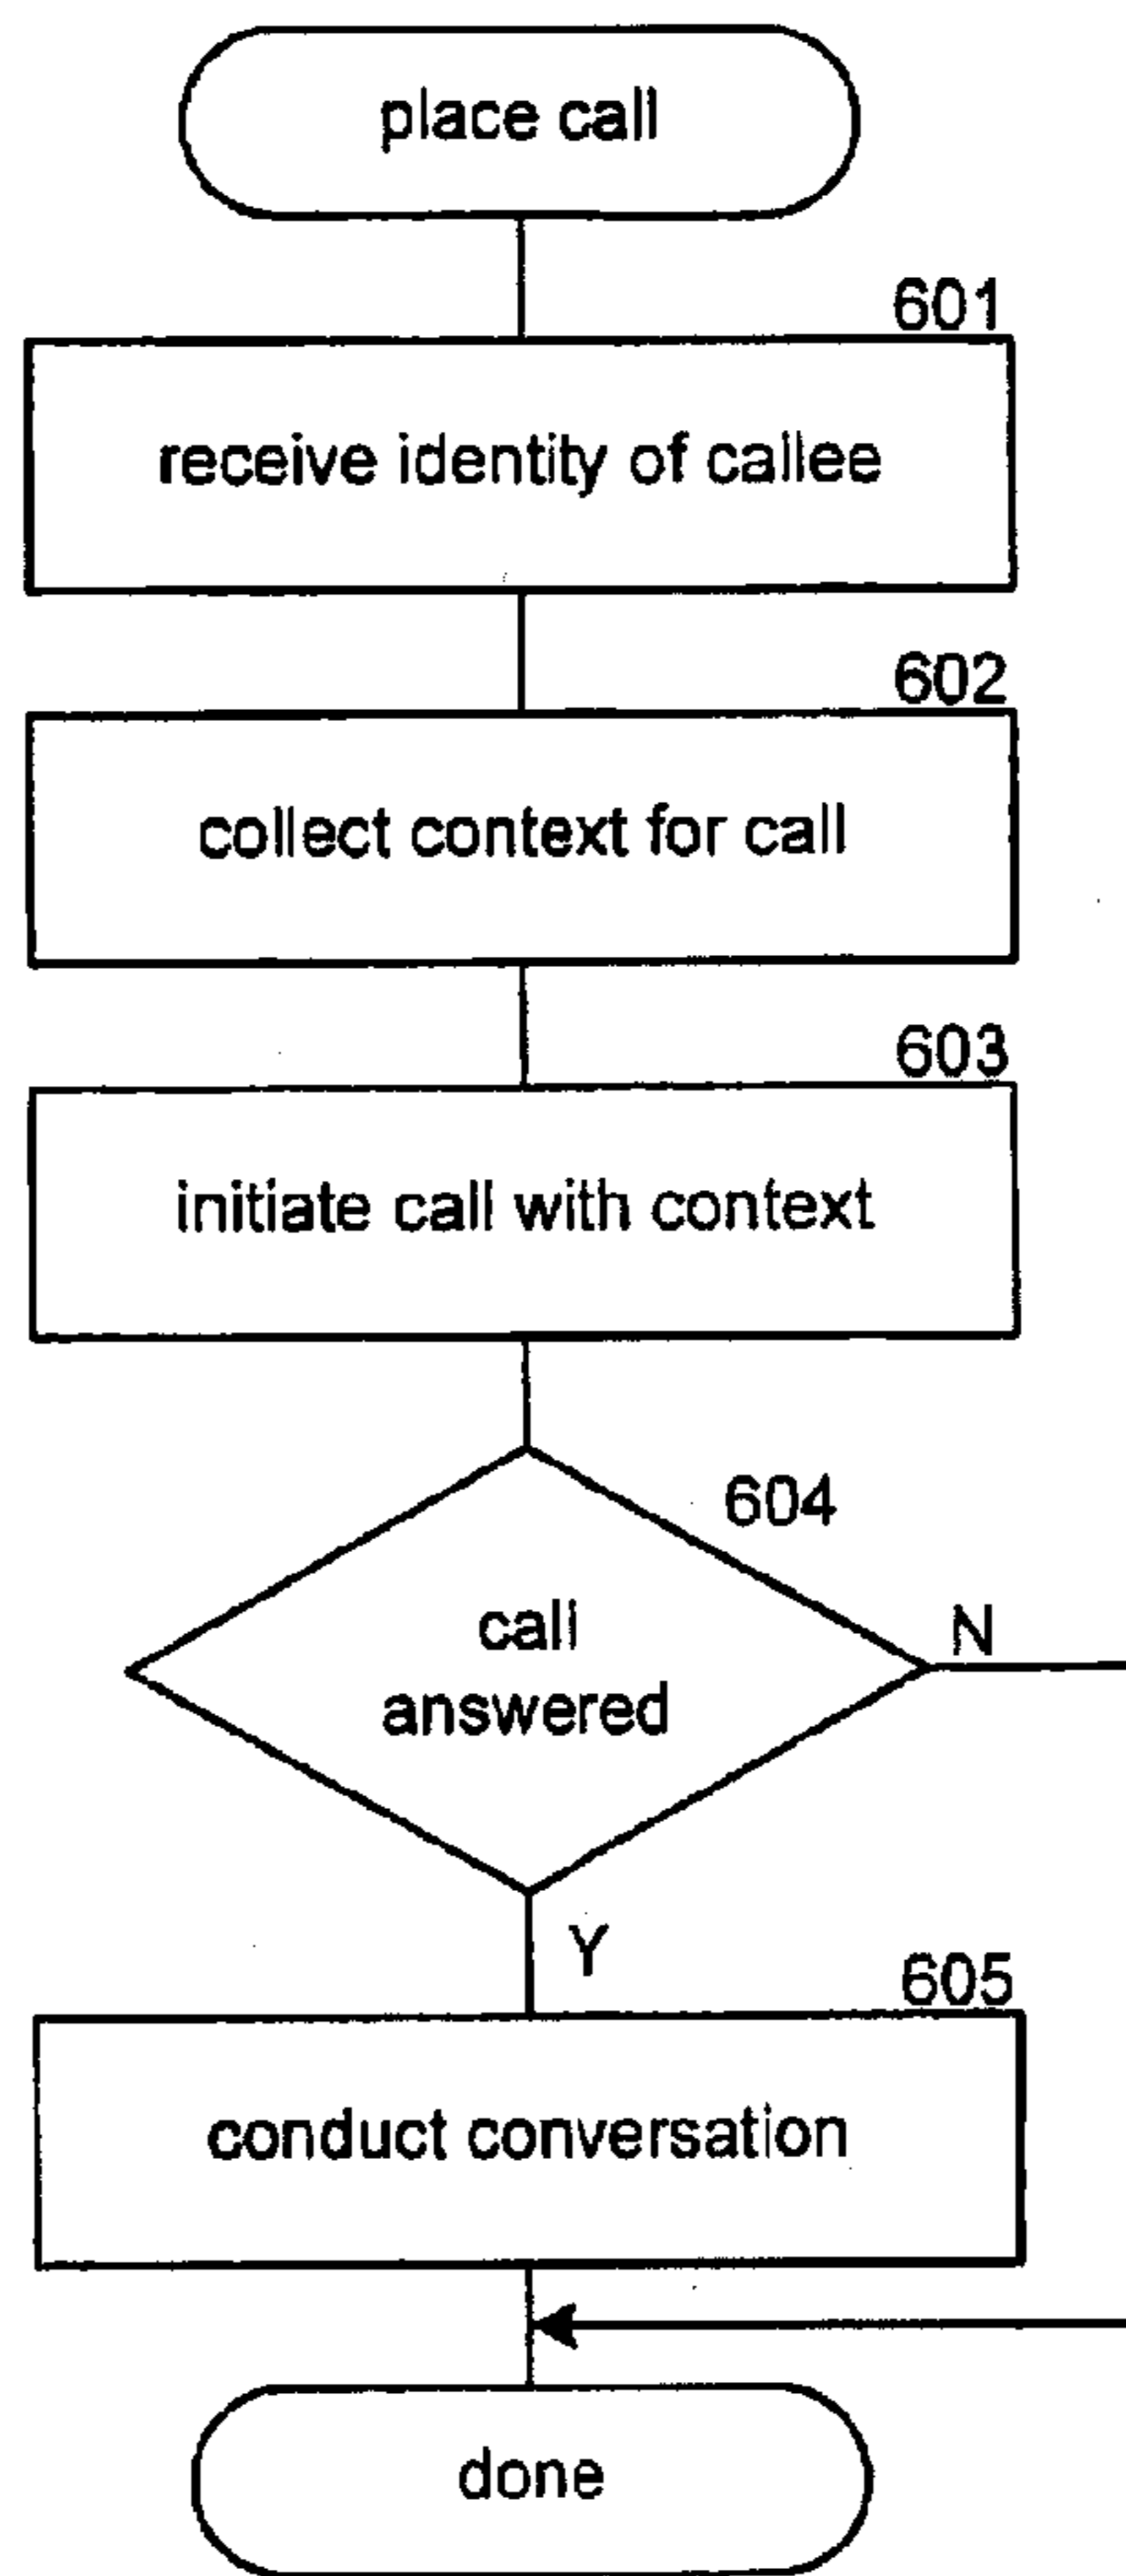 place call
601
receive identity of callee
602
collect context for call
603
initiate call with context
604
call
answered
N
Y
605
conduct conversation
done